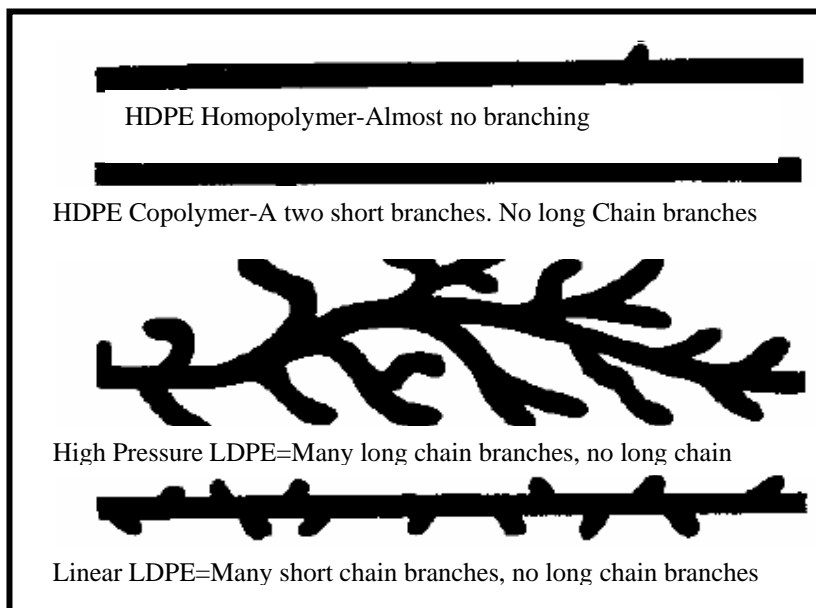 HDPE Homopolymer-Almost no branching
HDPE Copolymer-A two short branches. No long Chain branches
High Pressure LDPE=Many long chain branches, no long chain
Linear LDPE=Many short chain branches, no long chain branches